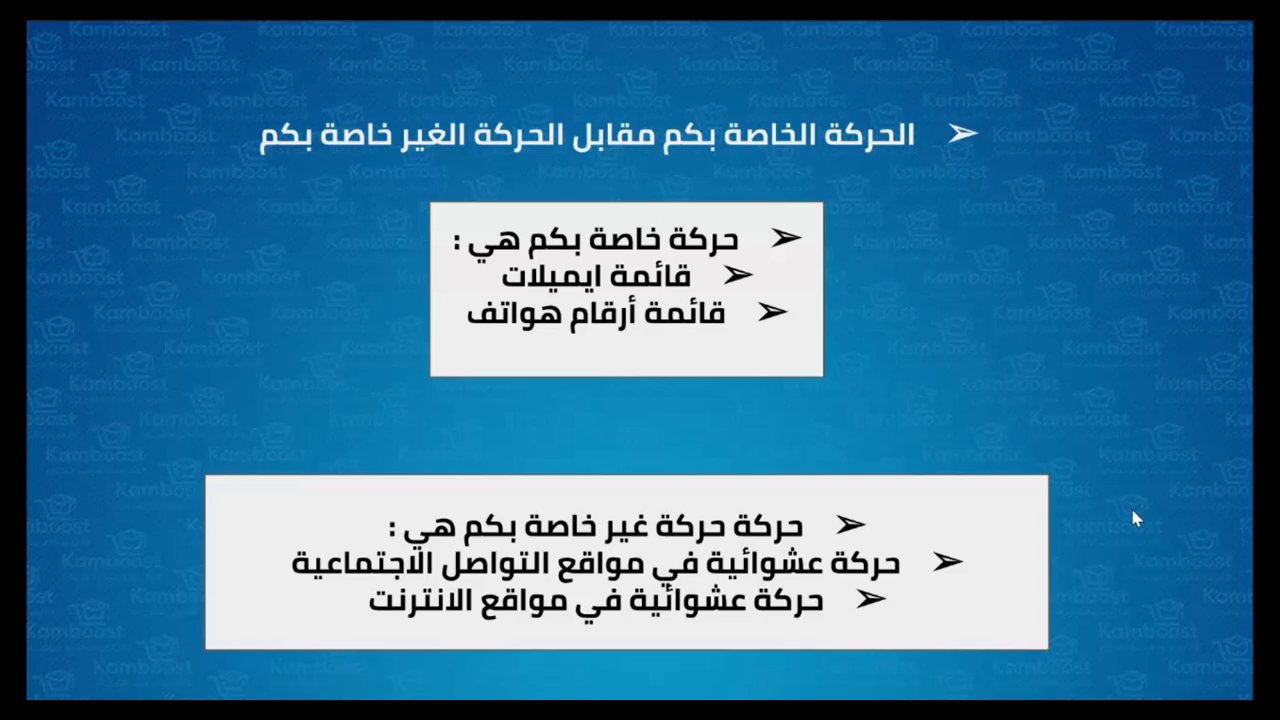 ➢ الحركة الخاصة بكم مقابل الحركة الغير خاصة بكم
➢ حركة خاصة بكم هي :
➢ قائمة ايميلات
➢ قائمة أرقام هواتف
➢ حركة حركة غير خاصة بكم هي :
➢ حركة عشوائية في مواقع التواصل الاجتماعية
➢ حركة عشوائية في مواقع الانترنت
Kamboost